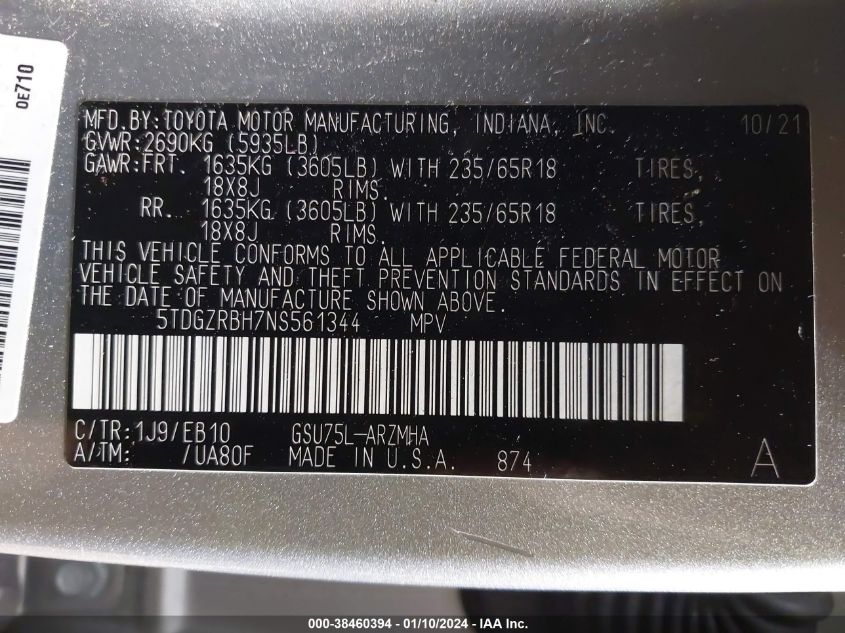 0E710
MFD.BY:TOYOTA MOTOR MANUFACTURING, INDIANA, INC. 10/21
GVWR:2690KG (5935LB)
GAWR:FRT. 1635KG (3605LB) WITH 235/65R18 TIRES,
18X8J RIMS.
RR. 1635KG (3605LB) WITH 235/65R18 TIRES,
18X8J RIMS.
THIS VEHICLE CONFORMS TO ALL APPLICABLE FEDERAL MOTOR
VEHICLE SAFETY AND THEFT PREVENTION STANDARDS IN EFFECT ON
THE DATE OF MANUFACTURE SHOWN ABOVE.
5TDGZRBH7NS561344 MPV
C/TR:1J9/EB10 GSU75L-ARZMHA
A/TM: /UA80F MADE IN U.S.A. 874 A
000-38460394 - 01/10/2024 - IAA Inc.